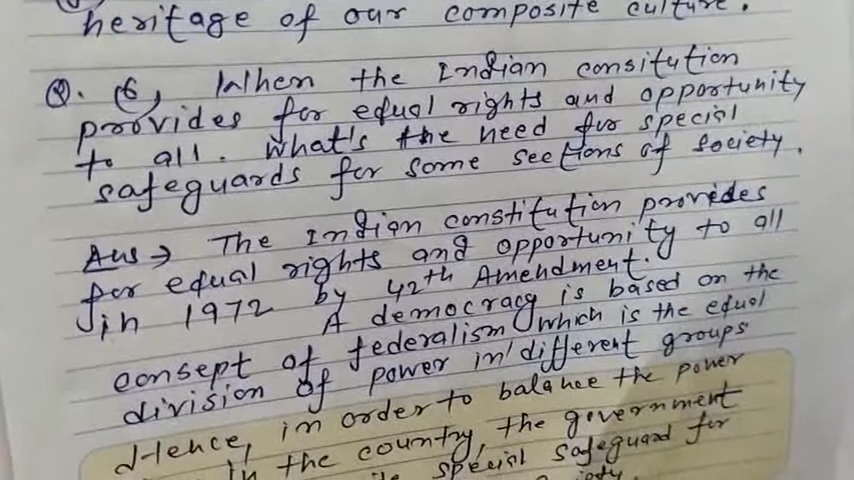 heritage of our composite culture.
Q. 6, When the Indian consitution
provides for equal rights and opportunity
to all. What's the need for special
safeguards for some sections of society.
Ans → The Indian constitution provides
for equal rights and opportunity to all
in 1972 by 42th Amendment.
A democracy is based on the
consept of federalism which is the equal
division of power in different groups
Hence, in order to balance the power
in the country, the government
special safeguard for